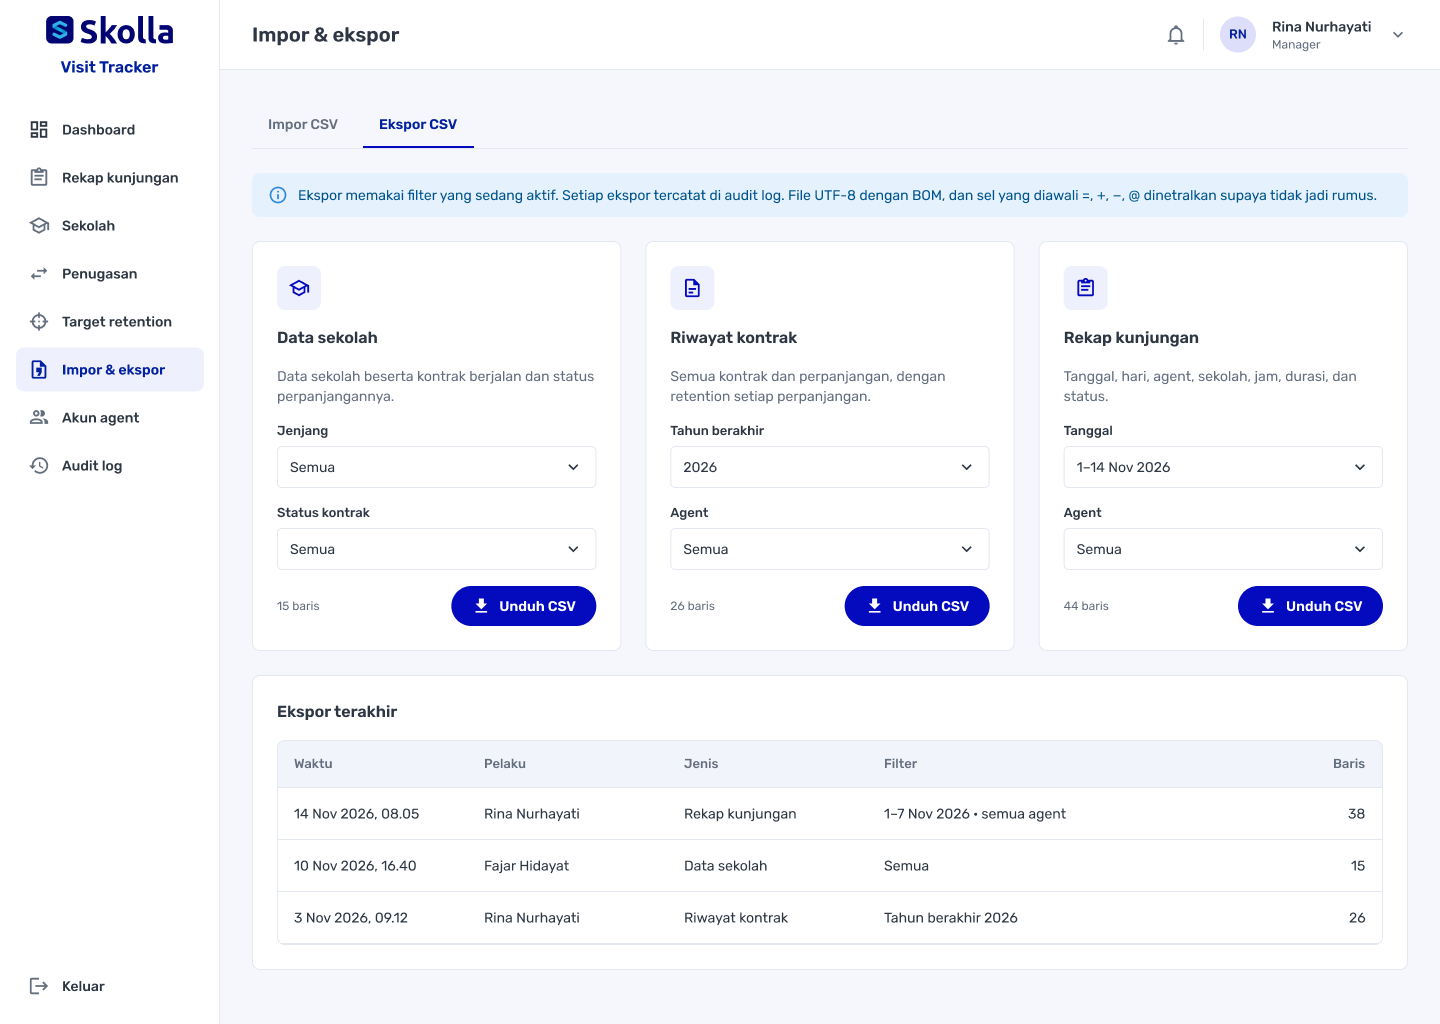 Skolla
Visit Tracker
Dashboard
Rekap kunjungan
Sekolah
Penugasan
Target retention
Impor & ekspor
Akun agent
Audit log
Keluar
Impor & ekspor
RN
Rina Nurhayati
Manager
Impor CSV
Ekspor CSV
Ekspor memakai filter yang sedang aktif. Setiap ekspor tercatat di audit log. File UTF-8 dengan BOM, dan sel yang diawali =, +, −, @ dinetralkan supaya tidak jadi rumus.
Data sekolah
Data sekolah beserta kontrak berjalan dan status
perpanjangannya.
Jenjang
Semua
Status kontrak
Semua
15 baris
Unduh CSV
Riwayat kontrak
Semua kontrak dan perpanjangan, dengan
retention setiap perpanjangan.
Tahun berakhir
2026
Agent
Semua
26 baris
Unduh CSV
Rekap kunjungan
Tanggal, hari, agent, sekolah, jam, durasi, dan
status.
Tanggal
1–14 Nov 2026
Agent
Semua
44 baris
Unduh CSV
Ekspor terakhir
Waktu Pelaku Jenis Filter Baris
14 Nov 2026, 08.05 Rina Nurhayati Rekap kunjungan 1–7 Nov 2026 • semua agent 38
10 Nov 2026, 16.40 Fajar Hidayat Data sekolah Semua 15
3 Nov 2026, 09.12 Rina Nurhayati Riwayat kontrak Tahun berakhir 2026 26